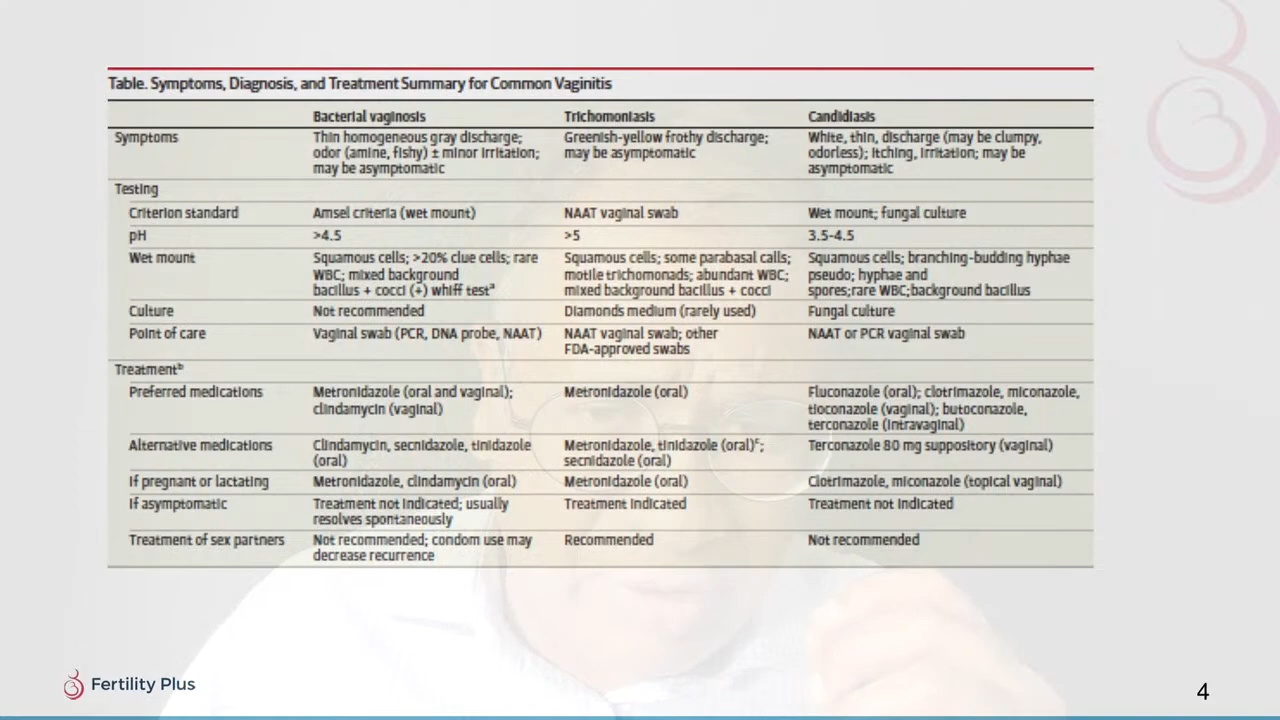 Table. Symptoms, Diagnosis, and Treatment Summary for Common Vaginitis
Bacterial vaginosis Trichomoniasis Candidiasis
Symptoms Thin homogeneous gray discharge; Greenish-yellow frothy discharge; White, thin, discharge (may be clumpy,
odor (amine, fishy) ± minor irritation; may be asymptomatic odorless); itching, irritation; may be
may be asymptomatic asymptomatic
Testing
Criterion standard Amsel criteria (wet mount) NAAT vaginal swab Wet mount; fungal culture
pH >4.5 >5 3.5-4.5
Wet mount Squamous cells; >20% clue cells; rare Squamous cells; some parabasal calls; Squamous cells; branching-budding hyphae
WBC; mixed background motile trichomonads; abundant WBC; pseudo; hyphae and
bacillus + cocci (+) whiff testᵃ mixed background bacillus + cocci spores;rare WBC;background bacillus
Culture Not recommended Diamonds medium (rarely used) Fungal culture
Point of care Vaginal swab (PCR, DNA probe, NAAT) NAAT vaginal swab; other NAAT or PCR vaginal swab
FDA-approved swabs
Treatmentᵇ
Preferred medications Metronidazole (oral and vaginal); Metronidazole (oral) Fluconazole (oral); clotrimazole, miconazole,
clindamycin (vaginal) tioconazole (vaginal); butoconazole,
terconazole (intravaginal)
Alternative medications Clindamycin, secnidazole, tinidazole Metronidazole, tinidazole (oral)ᶜ; Terconazole 80 mg suppository (vaginal)
(oral) secnidazole (oral)
If pregnant or lactating Metronidazole, clindamycin (oral) Metronidazole (oral) Clotrimazole, miconazole (topical vaginal)
If asymptomatic Treatment not indicated; usually Treatment indicated Treatment not indicated
resolves spontaneously
Treatment of sex partners Not recommended; condom use may Recommended Not recommended
decrease recurrence
Fertility Plus
4